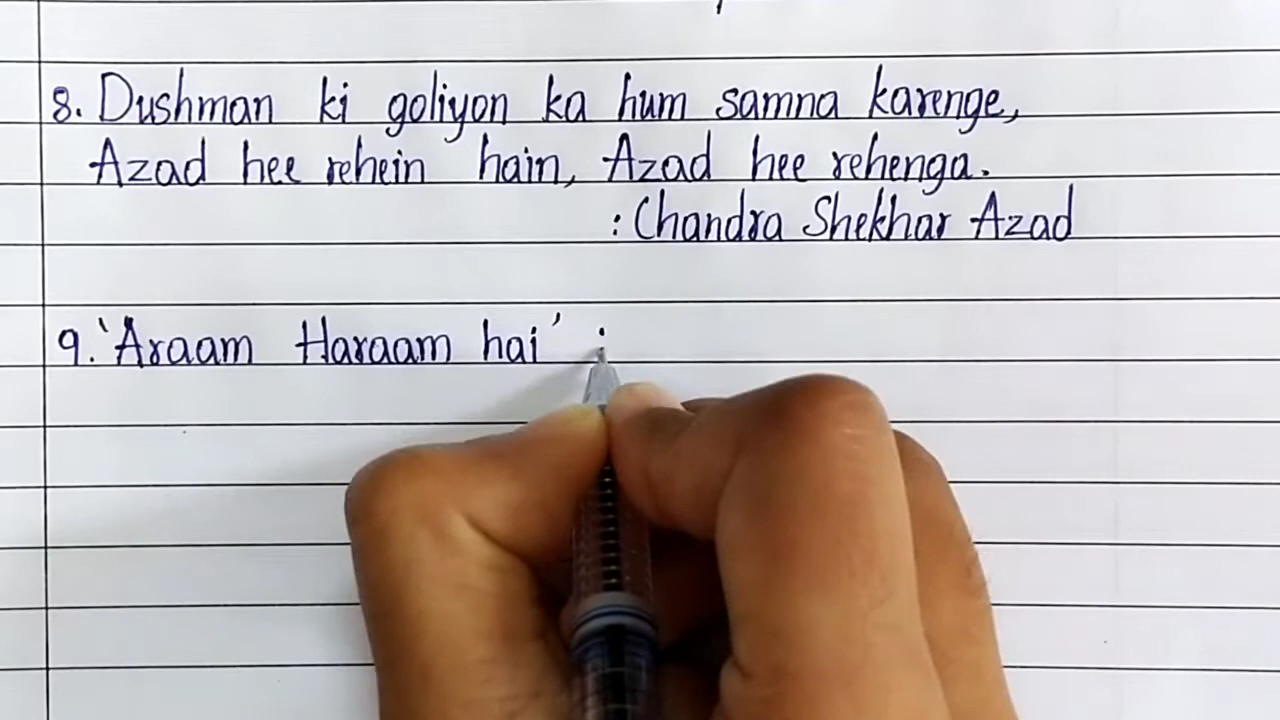 8. Dushman ki goliyon ka hum samna karenge,
Azad hee rehein hain, Azad hee rehenga.
: Chandra Shekhar Azad
9. 'Araam Haraam hai' :